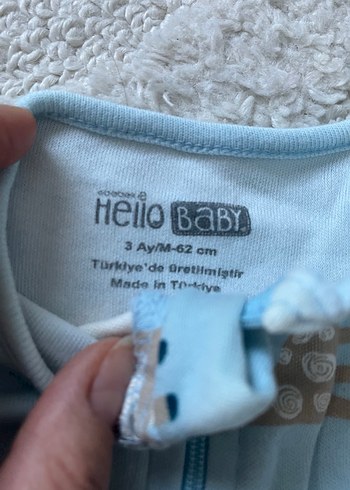 Hello BABY
3 Ay/M-62 cm
Türkiye'de üretilmiştir
Made in Türkiye